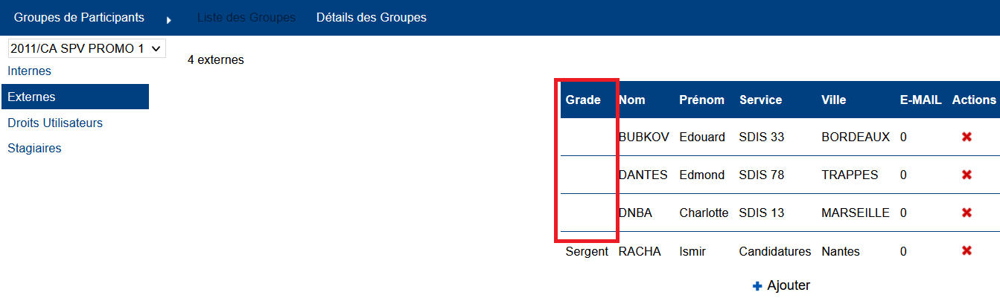 Groupes de Participants Liste des Groupes Détails des Groupes
2011/CA SPV PROMO 1
4 externes
Internes
Externes
Droits Utilisateurs
Stagiaires
Grade Nom Prénom Service Ville E-MAIL Actions
BUBKOV Edouard SDIS 33 BORDEAUX 0
DANTES Edmond SDIS 78 TRAPPES 0
DNBA Charlotte SDIS 13 MARSEILLE 0
Sergent RACHA Ismir Candidatures Nantes 0
Ajouter